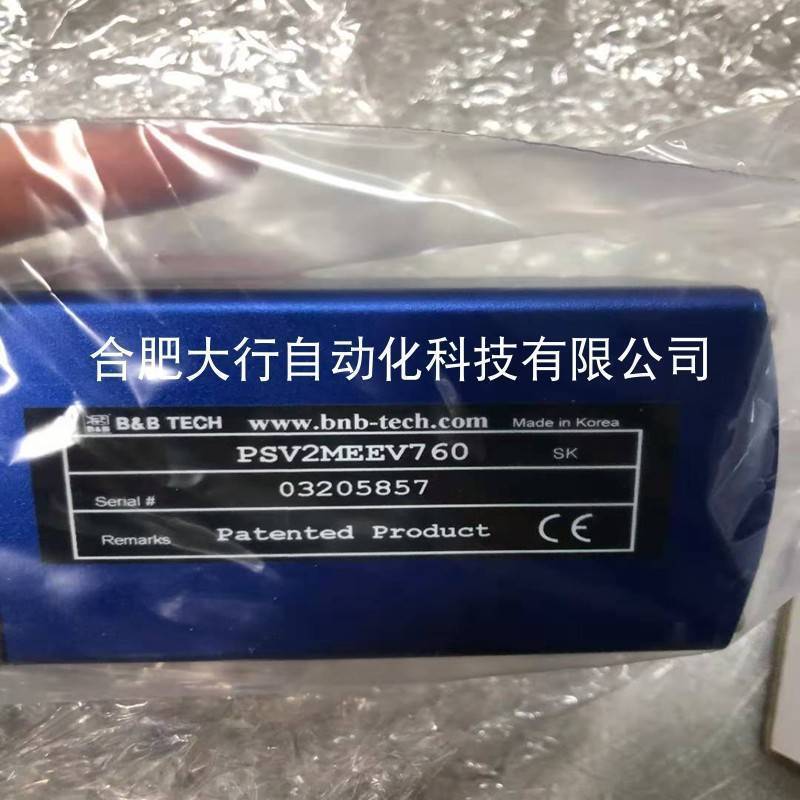 合肥大行自动化科技有限公司
B&B B&B TECH www.bnb-tech.com Made in Korea
PSV2MEEV760 SK
Serial # 03205857
Remarks Patented Product CE